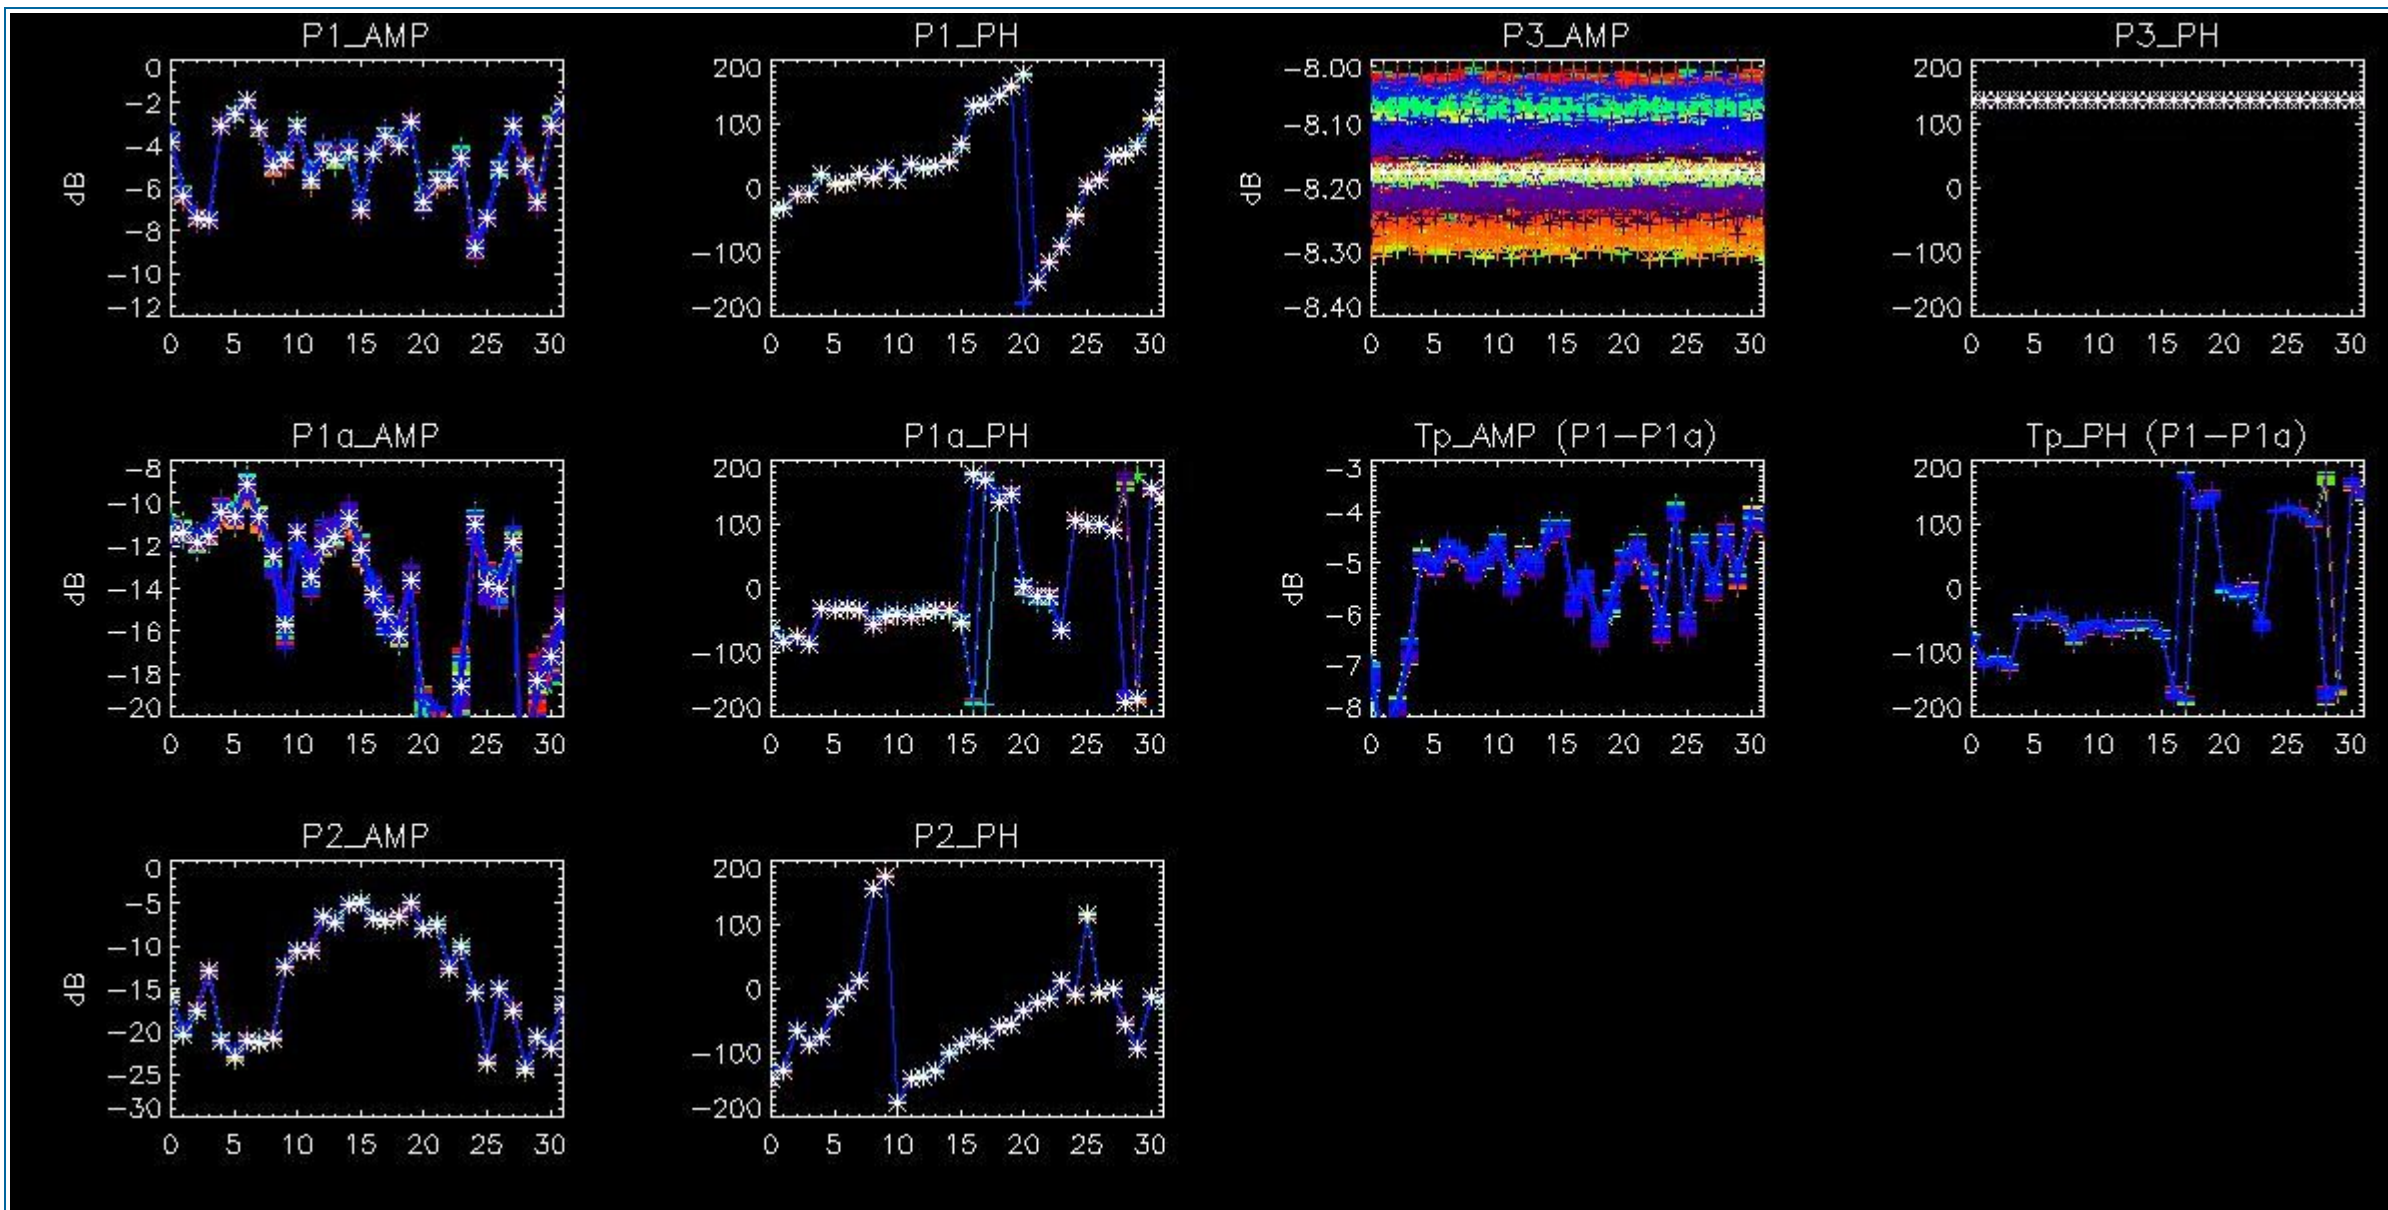 P1_AMP
P1_PH
P3_AMP
P3_PH
0 200 -8.00 200
-2
100 -8.10 100
-4
dB -6 0 dB -8.20 0
-8
-100 -8.30 -100
-10
-12 -200 -8.40 -200
0 5 10 15 20 25 30 0 5 10 15 20 25 30 0 5 10 15 20 25 30 0 5 10 15 20 25 30
P1a_AMP
P1a_PH
Tp_AMP (P1-P1a)
Tp_PH (P1-P1a)
-8 200 -3 200
-10
100 -4 100
-12
dB -14 0 dB -5 0
-16
-6
-18 -100 -7 -100
-20 -200 -8 -200
0 5 10 15 20 25 30 0 5 10 15 20 25 30 0 5 10 15 20 25 30 0 5 10 15 20 25 30
P2_AMP
P2_PH
0 200
-5
100
-10
dB -15 0
-20
-100
-25
-30 -200
0 5 10 15 20 25 30 0 5 10 15 20 25 30